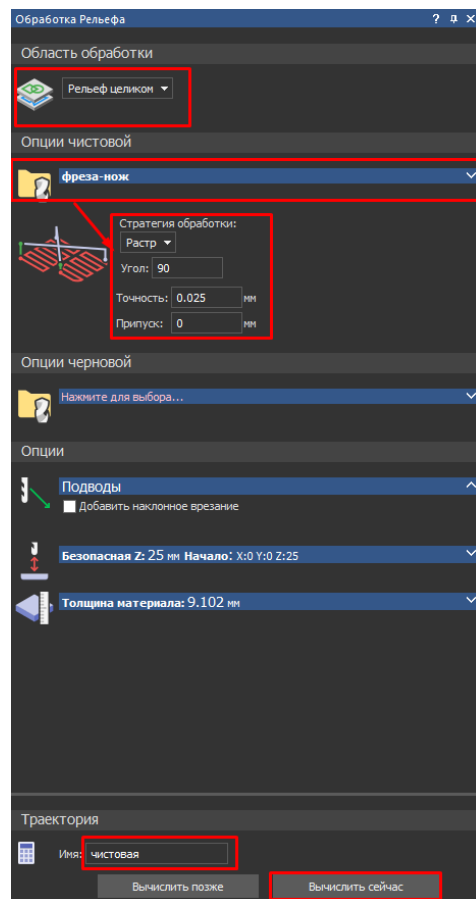 Обработка Рельефа
Область обработки
Рельеф целиком
Опции чистовой
фреза-нож
Стратегия обработки:
Растр
Угол: 90
Точность: 0.025 мм
Припуск: 0 мм
Опции черновой
Нажмите для выбора...
Опции
Подводы
Добавить наклонное врезание
Безопасная Z: 25 мм Начало: X:0 Y:0 Z:25
Толщина материала: 9.102 мм
Траектория
Имя: чистовая
Вычислить позже Вычислить сейчас